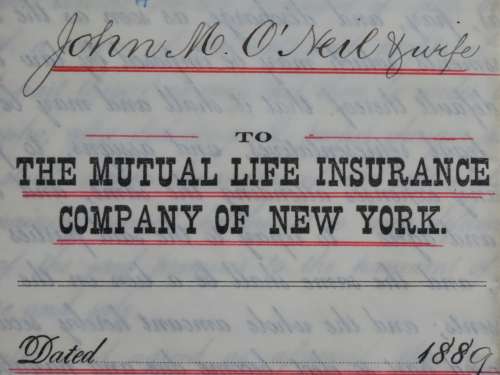 John M. O'Neil & wife
TO
THE MUTUAL LIFE INSURANCE
COMPANY OF NEW YORK.
Dated 1889